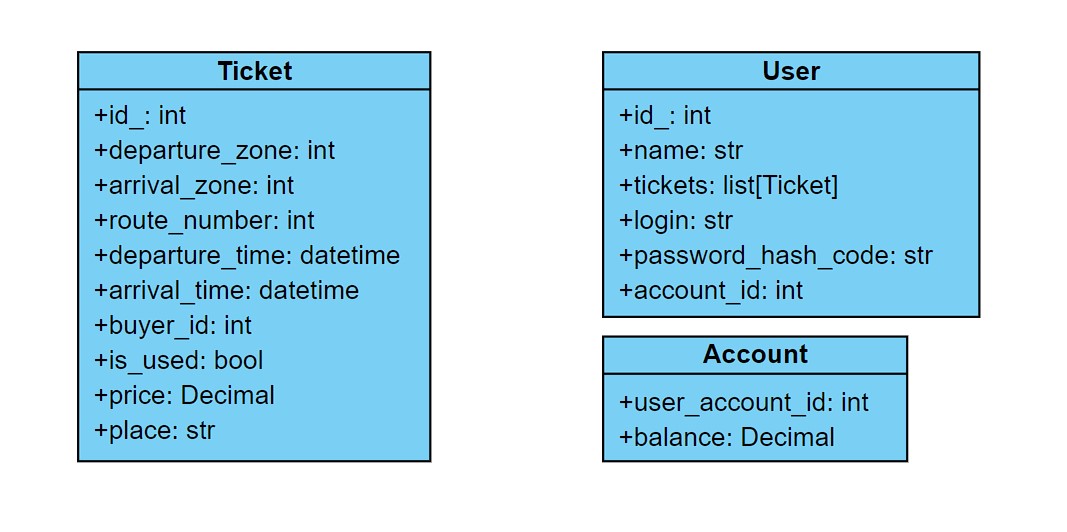 Ticket
+id_: int
+departure_zone: int
+arrival_zone: int
+route_number: int
+departure_time: datetime
+arrival_time: datetime
+buyer_id: int
+is_used: bool
+price: Decimal
+place: str
User
+id_: int
+name: str
+tickets: list[Ticket]
+login: str
+password_hash_code: str
+account_id: int
Account
+user_account_id: int
+balance: Decimal